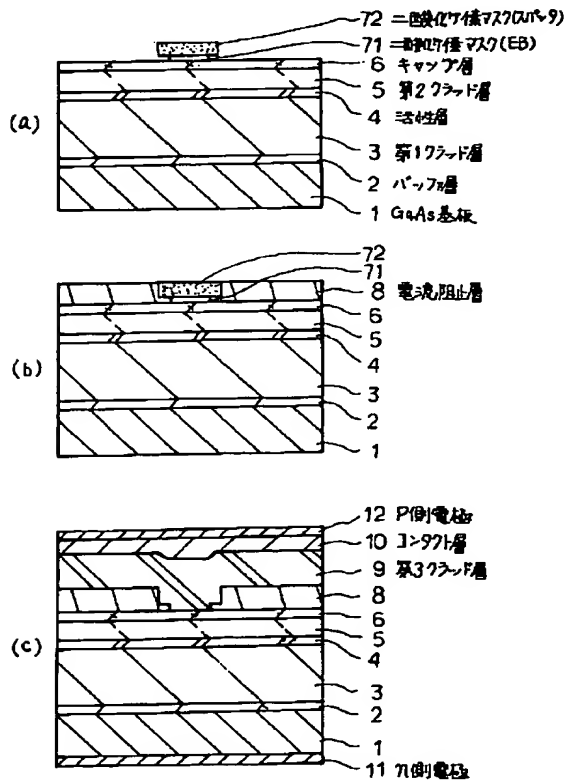 72 二酸化ケイ素マスク(スパッタ)
71 二酸化ケイ素マスク(EB)
6 キャップ層
5 第2クラッド層
4 活性層
(a)
3 第1クラッド層
2 バッファ層
1 GaAs基板
72
71
8 電流阻止層
6
5
4
(b)
3
2
1
12 P側電極
10 コンタクト層
9 第3クラッド層
8
6
5
(c)
4
3
2
1
11 n側電極